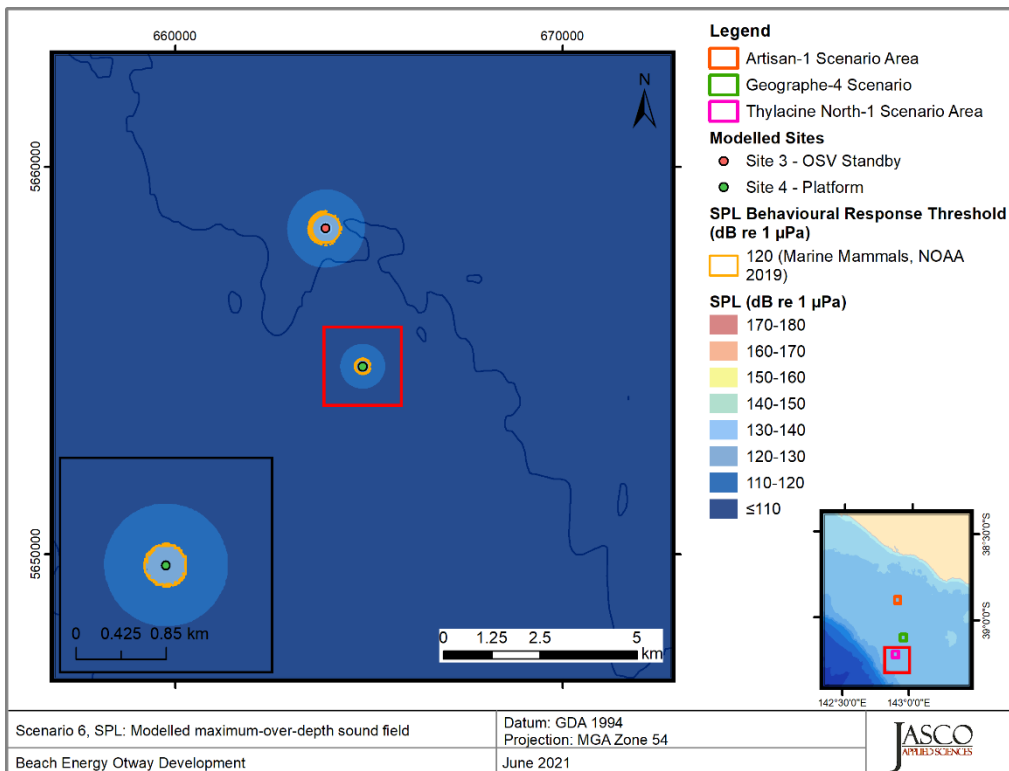 660000
670000
5660000
5650000
N
0 0.425 0.85 km
0 1.25 2.5 5
km
Legend
Artisan-1 Scenario Area
Geographe-4 Scenario
Thylacine North-1 Scenario Area
Modelled Sites
Site 3 - OSV Standby
Site 4 - Platform
SPL Behavioural Response Threshold
(dB re 1 µPa)
120 (Marine Mammals, NOAA
2019)
SPL (dB re 1 µPa)
170-180
160-170
150-160
140-150
130-140
120-130
110-120
≤110
38°30'0"S
39°0'0"S
142°30'0"E 143°0'0"E
Scenario 6, SPL: Modelled maximum-over-depth sound field
Datum: GDA 1994
Projection: MGA Zone 54
Beach Energy Otway Development
June 2021
JASCO
APPLIED SCIENCES